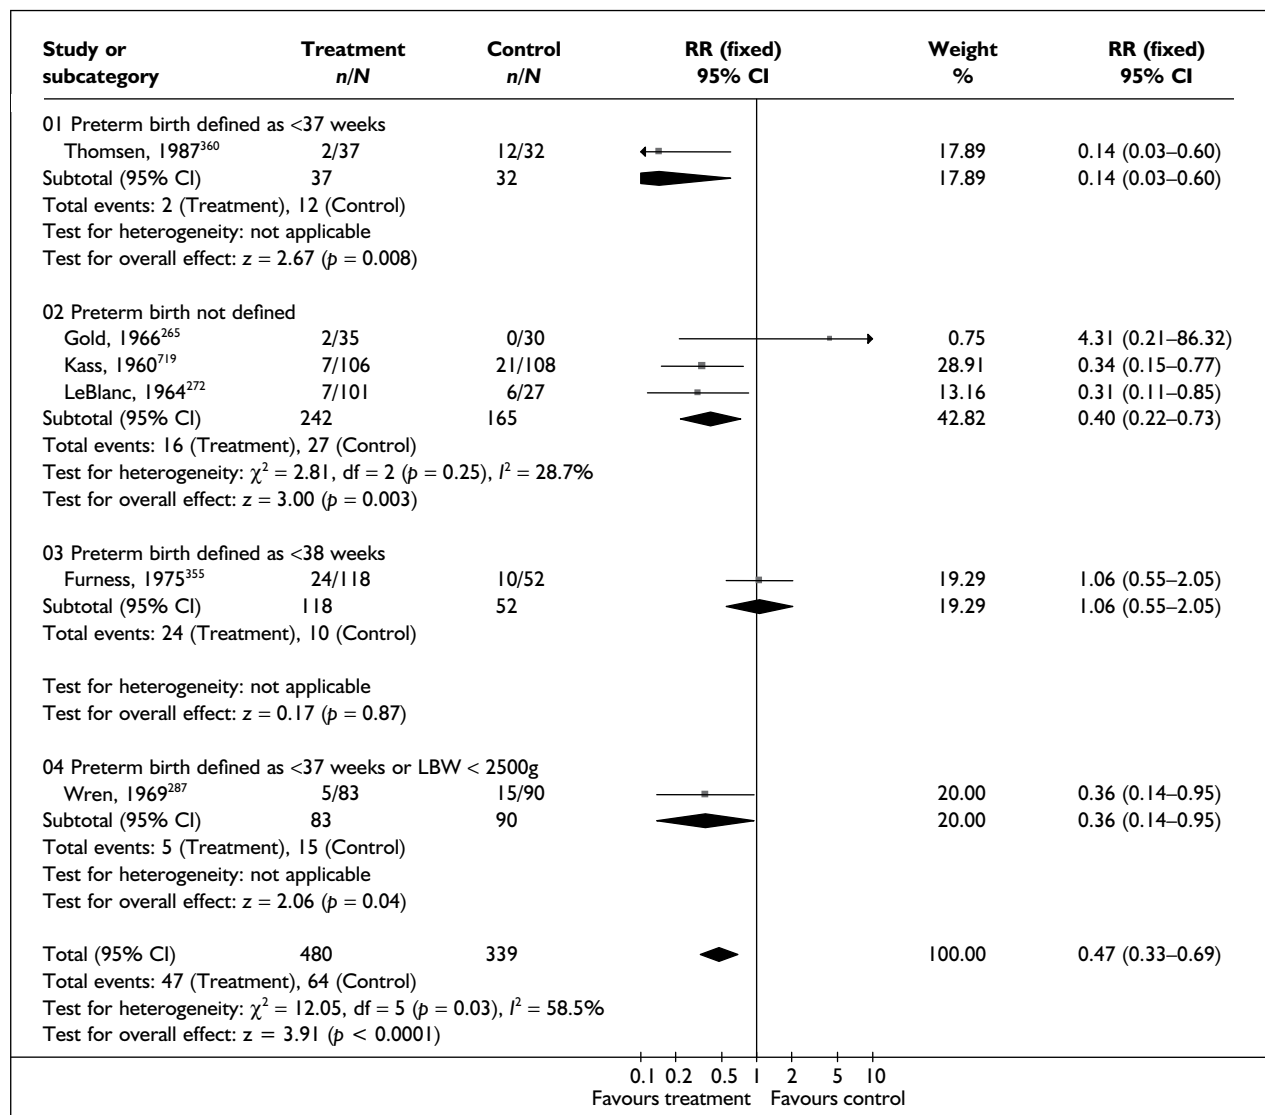 Study or Treatment Control RR (fixed) Weight RR (fixed)
subcategory n/N n/N 95% CI % 95% CI
01 Preterm birth defined as <37 weeks
Thomsen, 1987³⁶⁰ 2/37 12/32 17.89 0.14 (0.03–0.60)
Subtotal (95% CI) 37 32 17.89 0.14 (0.03–0.60)
Total events: 2 (Treatment), 12 (Control)
Test for heterogeneity: not applicable
Test for overall effect: z = 2.67 (p = 0.008)
02 Preterm birth not defined
Gold, 1966²⁶⁵ 2/35 0/30 0.75 4.31 (0.21–86.32)
Kass, 1960⁷¹⁹ 7/106 21/108 28.91 0.34 (0.15–0.77)
LeBlanc, 1964²⁷² 7/101 6/27 13.16 0.31 (0.11–0.85)
Subtotal (95% CI) 242 165 42.82 0.40 (0.22–0.73)
Total events: 16 (Treatment), 27 (Control)
Test for heterogeneity: χ² = 2.81, df = 2 (p = 0.25), I² = 28.7%
Test for overall effect: z = 3.00 (p = 0.003)
03 Preterm birth defined as <38 weeks
Furness, 1975³⁵⁵ 24/118 10/52 19.29 1.06 (0.55–2.05)
Subtotal (95% CI) 118 52 19.29 1.06 (0.55–2.05)
Total events: 24 (Treatment), 10 (Control)
Test for heterogeneity: not applicable
Test for overall effect: z = 0.17 (p = 0.87)
04 Preterm birth defined as <37 weeks or LBW < 2500g
Wren, 1969²⁸⁷ 5/83 15/90 20.00 0.36 (0.14–0.95)
Subtotal (95% CI) 83 90 20.00 0.36 (0.14–0.95)
Total events: 5 (Treatment), 15 (Control)
Test for heterogeneity: not applicable
Test for overall effect: z = 2.06 (p = 0.04)
Total (95% CI) 480 339 100.00 0.47 (0.33–0.69)
Total events: 47 (Treatment), 64 (Control)
Test for heterogeneity: χ² = 12.05, df = 5 (p = 0.03), I² = 58.5%
Test for overall effect: z = 3.91 (p < 0.0001)
0.1 0.2 0.5 1 2 5 10
Favours treatment Favours control